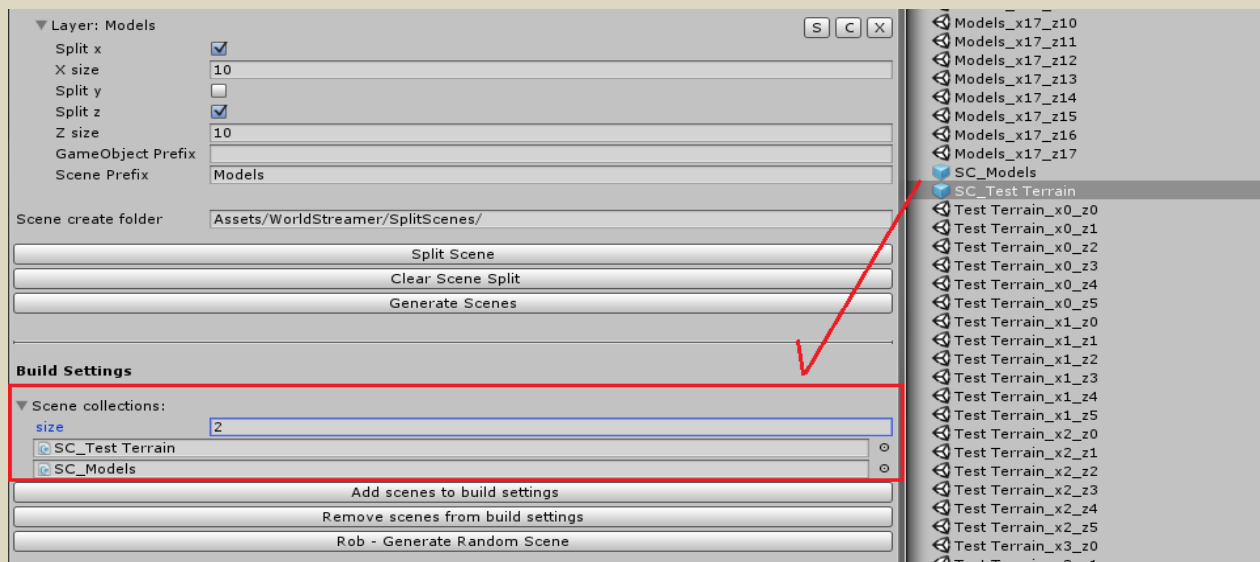 Layer: Models
S C X
Split x
X size 10
Split y
Split z
Z size 10
GameObject Prefix
Scene Prefix Models
Scene create folder Assets/WorldStreamer/SplitScenes/
Split Scene
Clear Scene Split
Generate Scenes
Build Settings
Scene collections:
size 2
SC_Test Terrain
SC_Models
Add scenes to build settings
Remove scenes from build settings
Rob - Generate Random Scene
Models_x17_z10
Models_x17_z11
Models_x17_z12
Models_x17_z13
Models_x17_z14
Models_x17_z15
Models_x17_z16
Models_x17_z17
SC_Models
SC_Test Terrain
Test Terrain_x0_z0
Test Terrain_x0_z1
Test Terrain_x0_z2
Test Terrain_x0_z3
Test Terrain_x0_z4
Test Terrain_x0_z5
Test Terrain_x1_z0
Test Terrain_x1_z1
Test Terrain_x1_z2
Test Terrain_x1_z3
Test Terrain_x1_z4
Test Terrain_x1_z5
Test Terrain_x2_z0
Test Terrain_x2_z1
Test Terrain_x2_z2
Test Terrain_x2_z3
Test Terrain_x2_z4
Test Terrain_x2_z5
Test Terrain_x3_z0